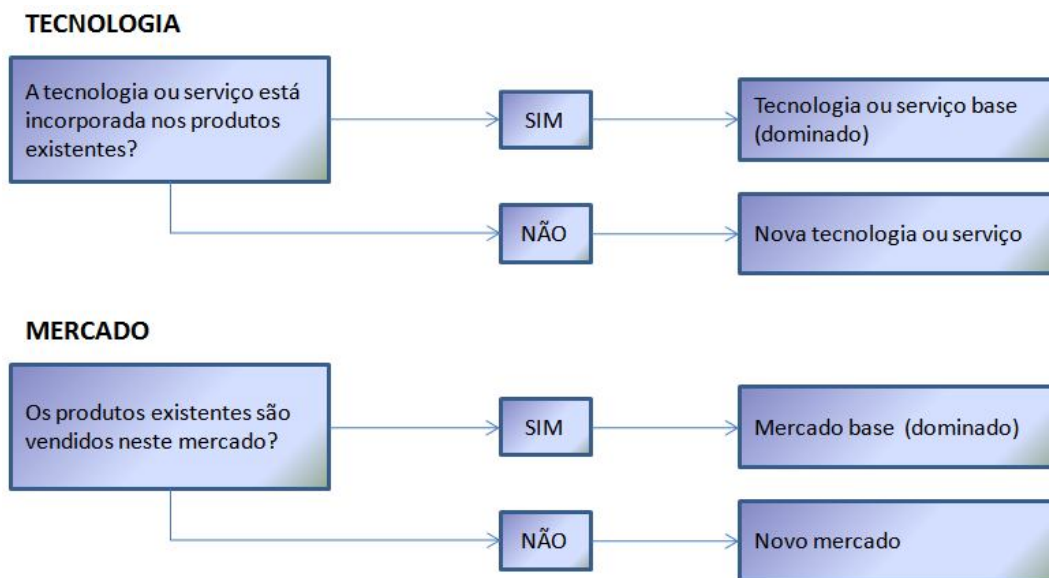 TECNOLOGIA
A tecnologia ou serviço está
incorporada nos produtos
existentes?
SIM
Tecnologia ou serviço base
(dominado)
NÃO
Nova tecnologia ou serviço
MERCADO
Os produtos existentes são
vendidos neste mercado?
SIM
Mercado base (dominado)
NÃO
Novo mercado